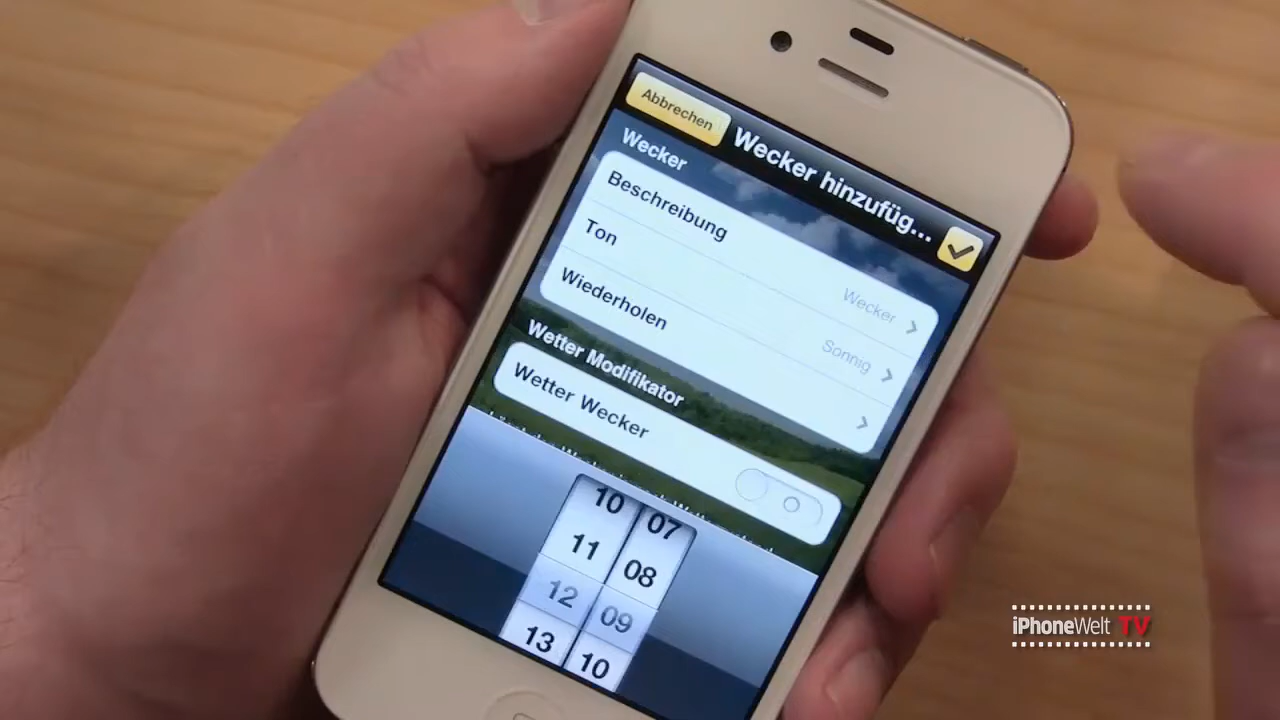 Abbrechen
Wecker hinzufüg...
Wecker
Beschreibung
Wecker
Ton
Sonnig
Wiederholen
Wetter Modifikator
Wetter Wecker
10 07
11 08
12 09
13 10
iPhoneWelt TV